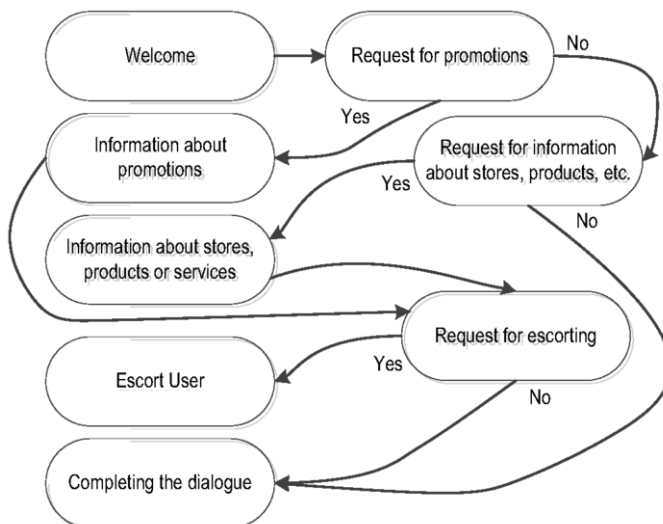 Welcome
Request for promotions
No
Yes
Information about
promotions
Request for information
about stores, products, etc.
Yes
No
Information about stores,
products or services
Request for escorting
Yes
No
Escort User
Completing the dialogue